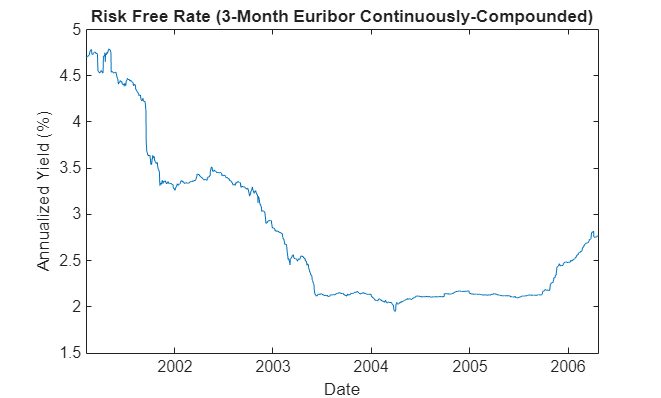 Risk Free Rate (3-Month Euribor Continuously-Compounded)
5
4.5
4
3.5
3
2.5
2
1.5
Annualized Yield (%)
2002 2003 2004 2005 2006
Date